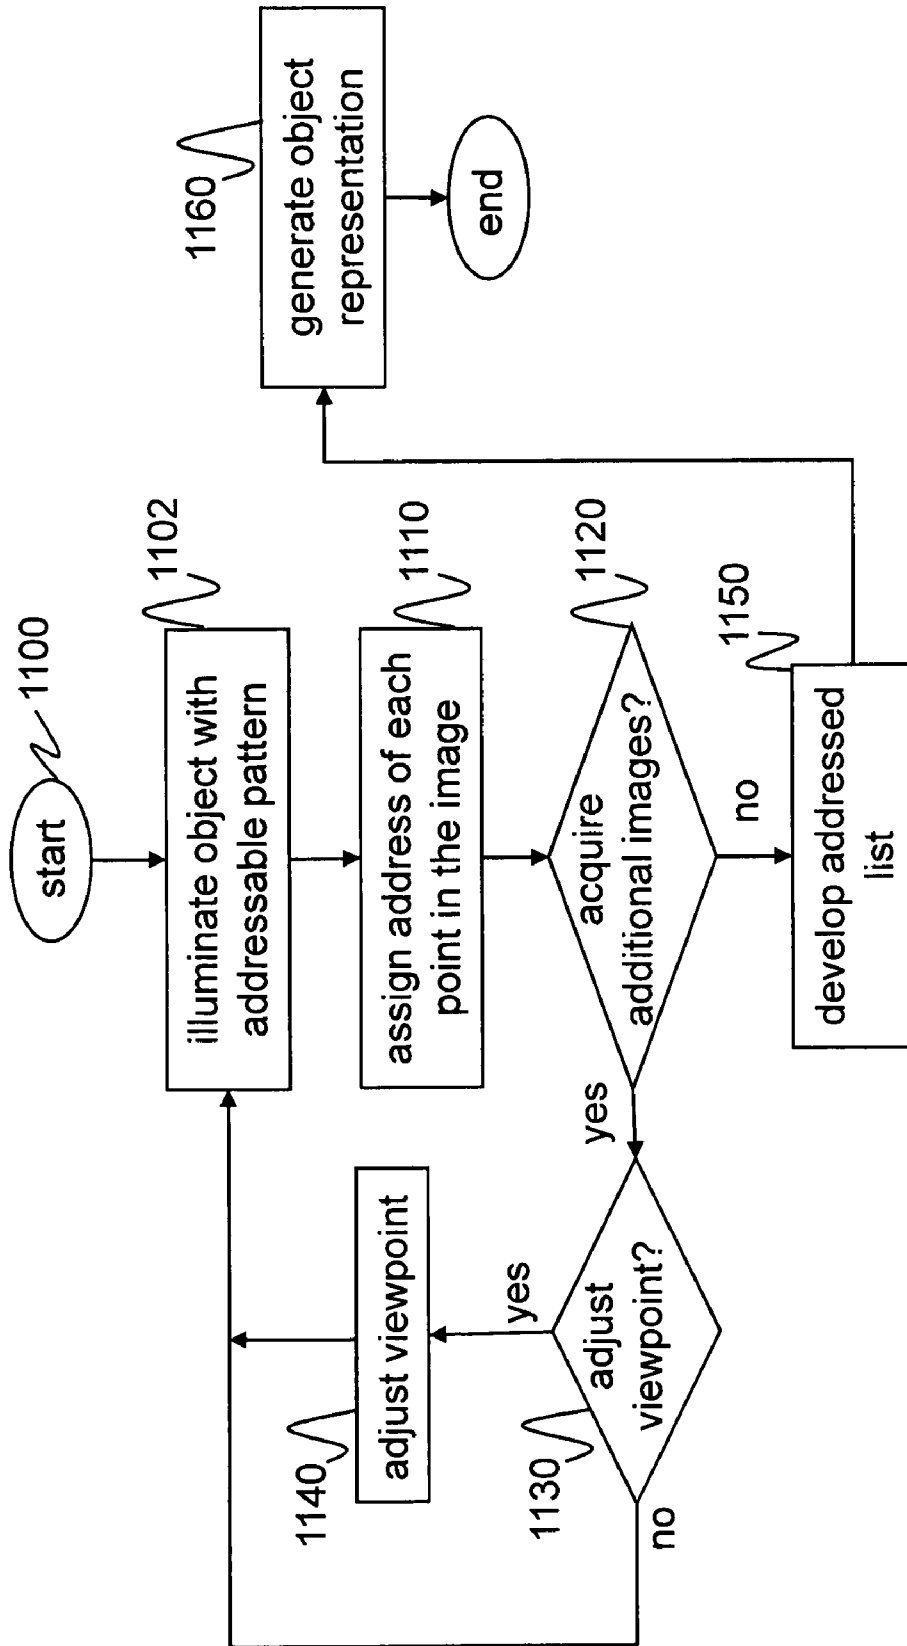 start
1100
illuminate object with
addressable pattern
1102
assign address of each
point in the image
1110
acquire
additional images?
1120
yes
no
adjust
viewpoint?
1130
yes
no
adjust viewpoint
1140
develop addressed
list
1150
generate object
representation
1160
end